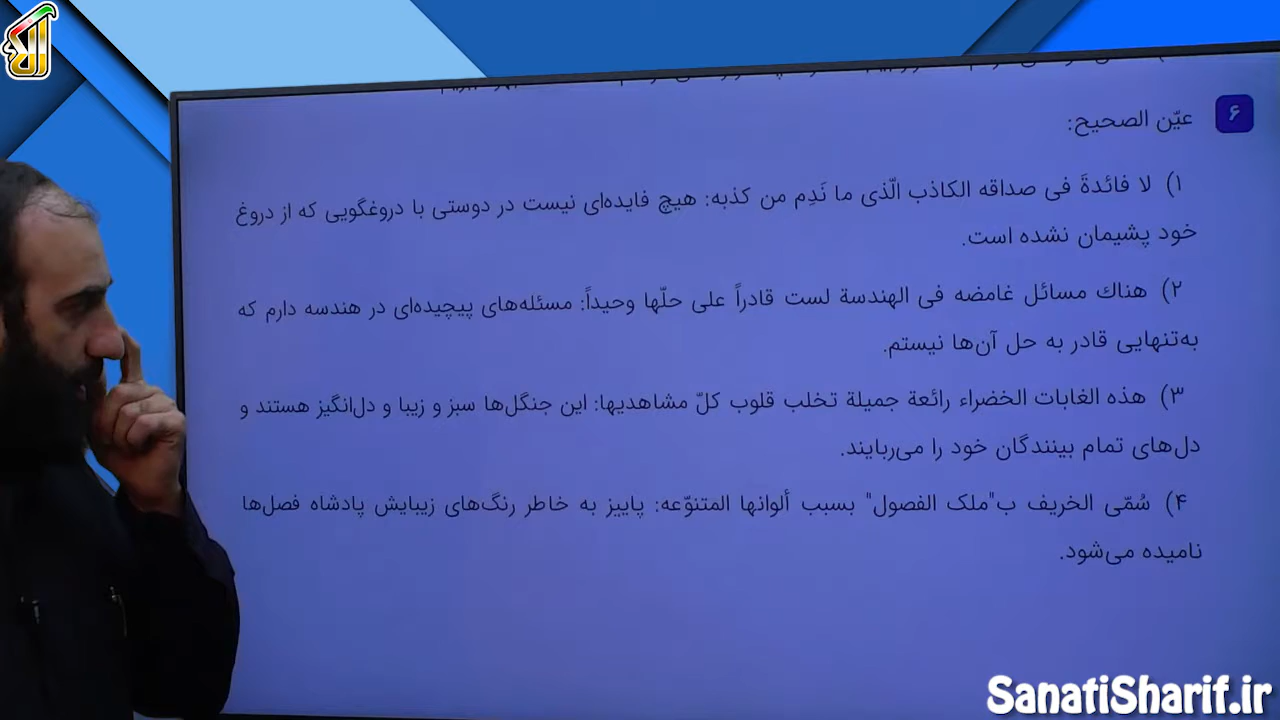 ۶ عیّن الصحیح:
۱) لا فائدةَ فی صداقه الکاذب الّذی ما نَدِم من کذبه: هیچ فایده‌ای نیست در دوستی با دروغگویی که از دروغ
خود پشیمان نشده است.
۲) هناك مسائل غامضه فی الهندسة لست قادراً علی حلّها وحیداً: مسئله‌های پیچیده‌ای در هندسه دارم که
به‌تنهایی قادر به حل آن‌ها نیستم.
۳) هذه الغابات الخضراء رائعة جمیلة تخلب قلوب کلّ مشاهدیها: این جنگل‌ها سبز و زیبا و دل‌انگیز هستند و
دل‌های تمام بینندگان خود را می‌ربایند.
۴) سُمّی الخریف ب"ملک الفصول" بسبب ألوانها المتنوّعه: پاییز به خاطر رنگ‌های زیبایش پادشاه فصل‌ها
نامیده می‌شود.
SanatiSharif.ir